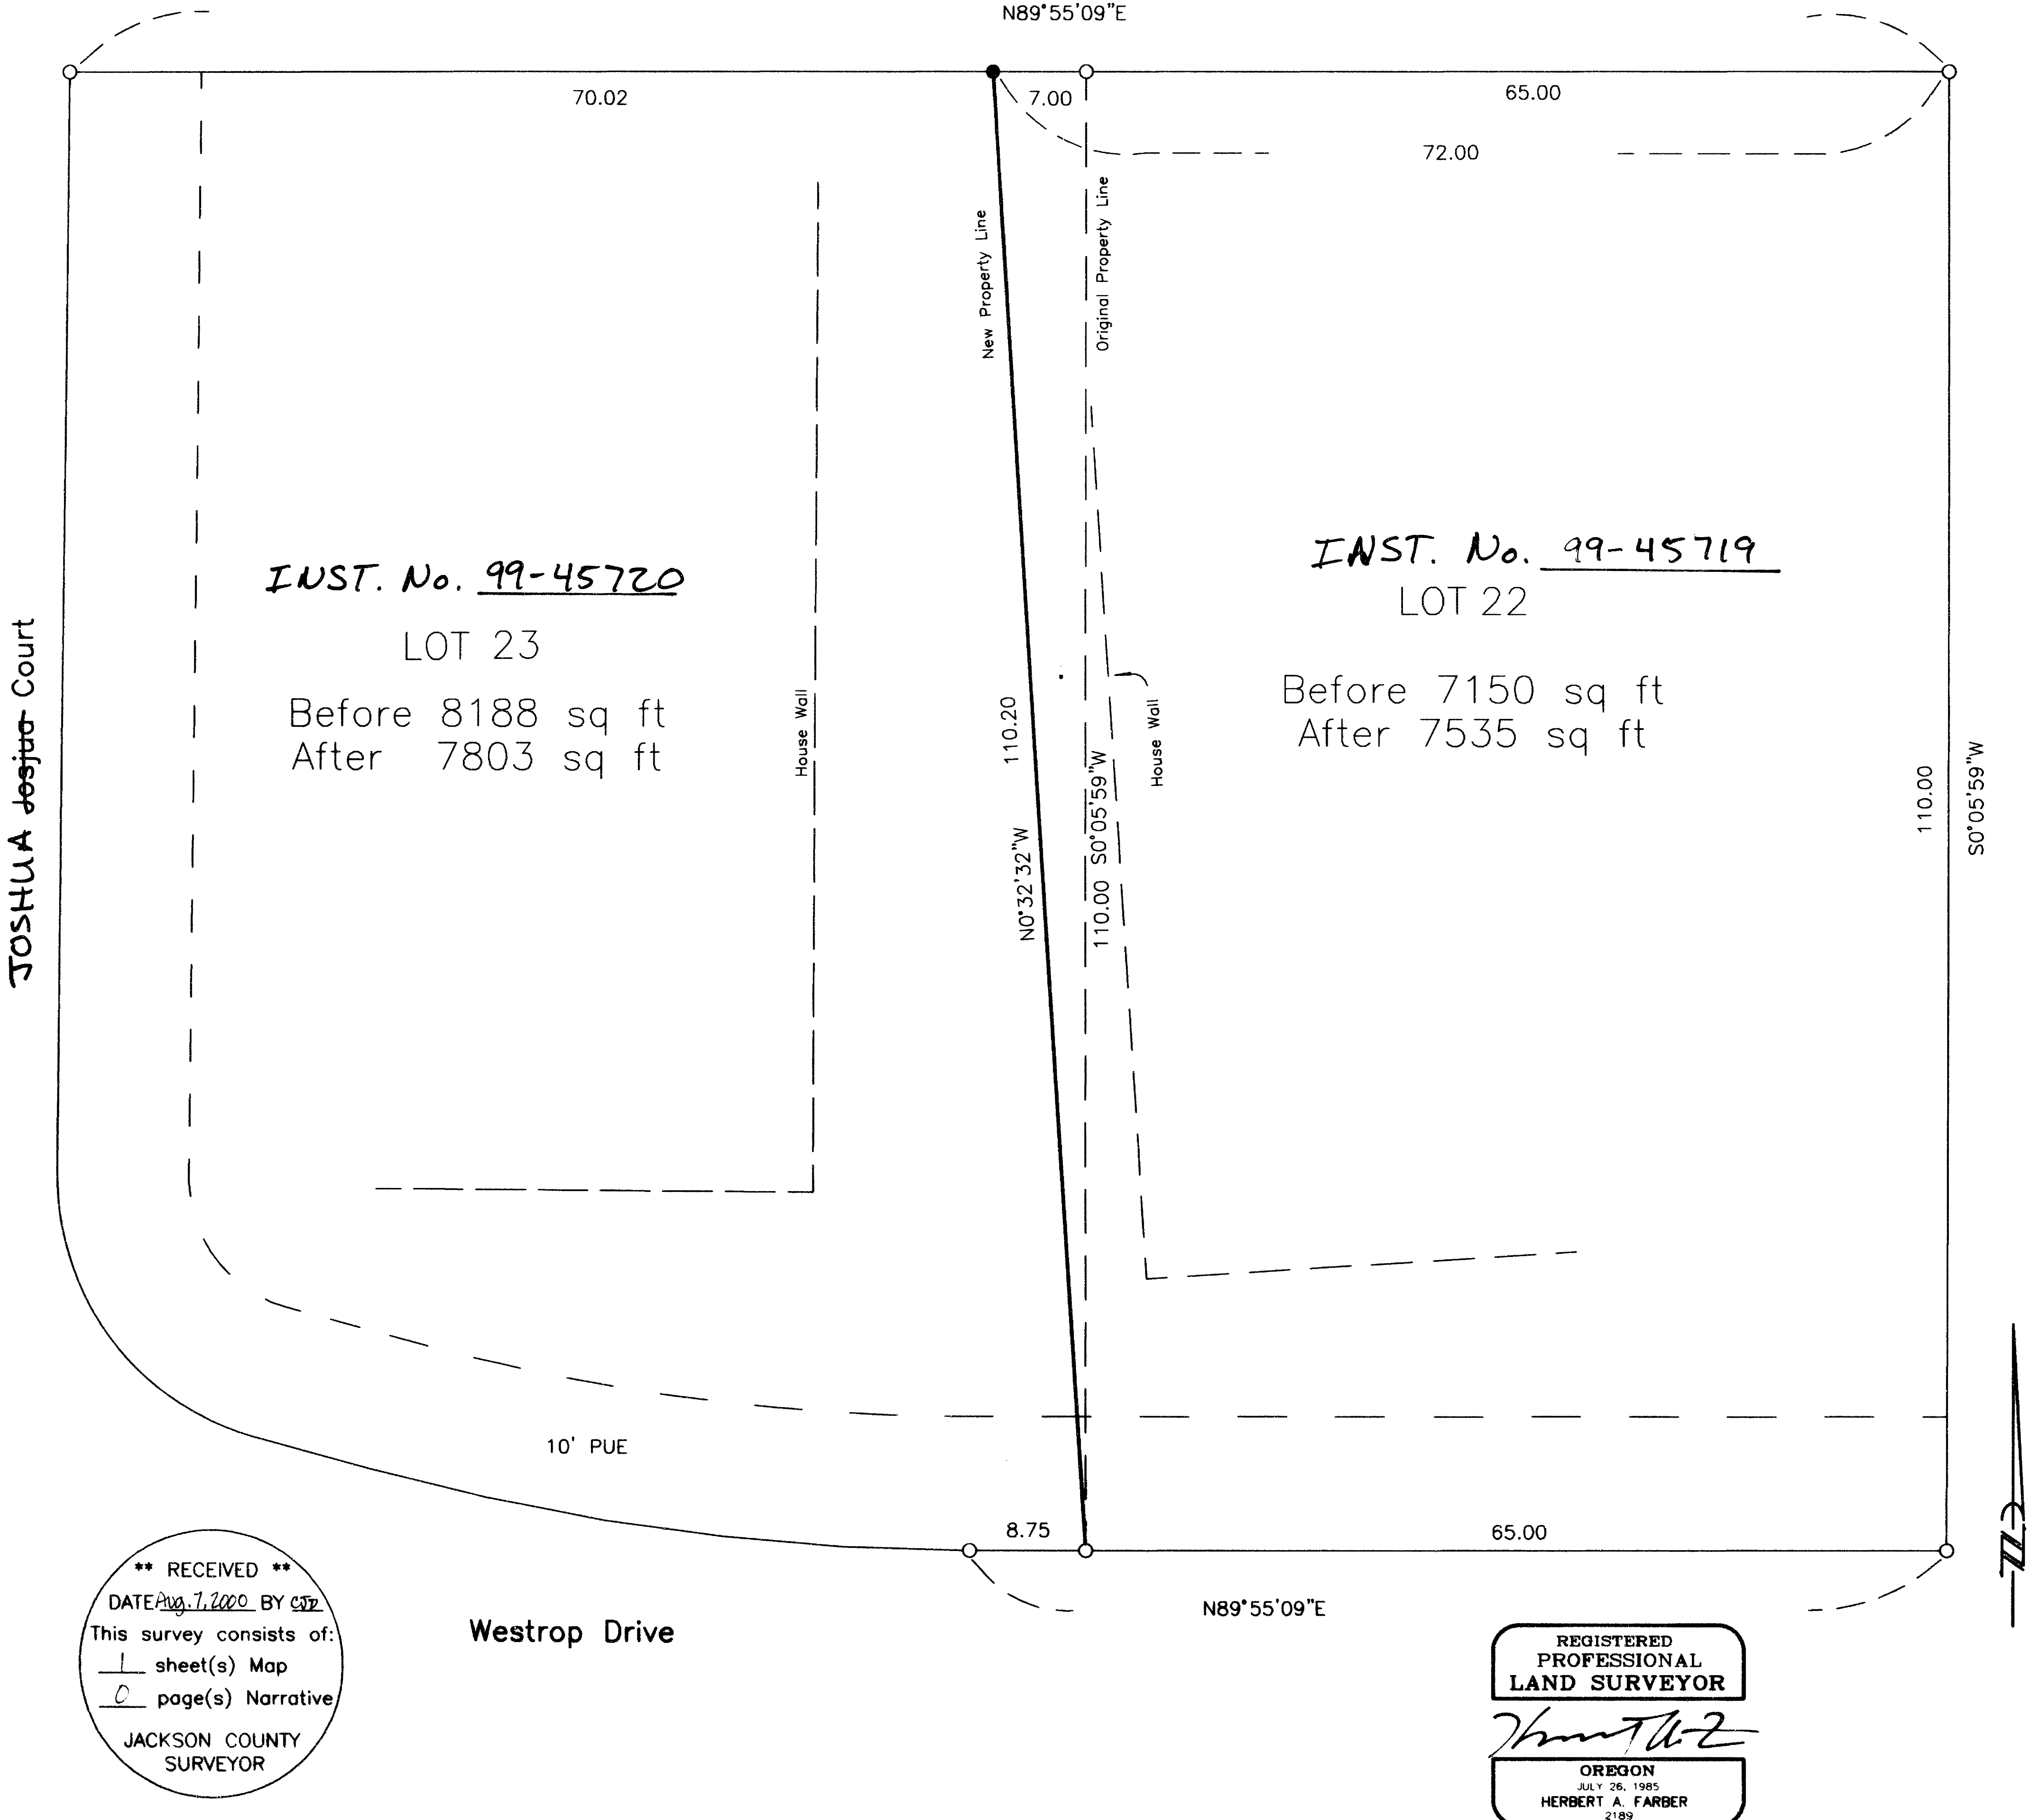 N89°55'09"E
70.02
7.00
65.00
72.00
New Property Line
Original Property Line
INST. No. 99-45720
LOT 23
Before 8188 sq ft
After 7803 sq ft
House Wall
INST. No. 99-45719
LOT 22
Before 7150 sq ft
After 7535 sq ft
House Wall
JOSHUA Josjua Court
110.20
N0°32'32"W
110.00 S0°05'59"W
110.00
S0°05'59"W
10' PUE
8.75
65.00
N89°55'09"E
Westrop Drive
** RECEIVED **
DATE Aug. 7, 2000 BY
This survey consists of:
1 sheet(s) Map
0 page(s) Narrative
JACKSON COUNTY
SURVEYOR
REGISTERED
PROFESSIONAL
LAND SURVEYOR
OREGON
JULY 26, 1985
HERBERT A. FARBER
2189